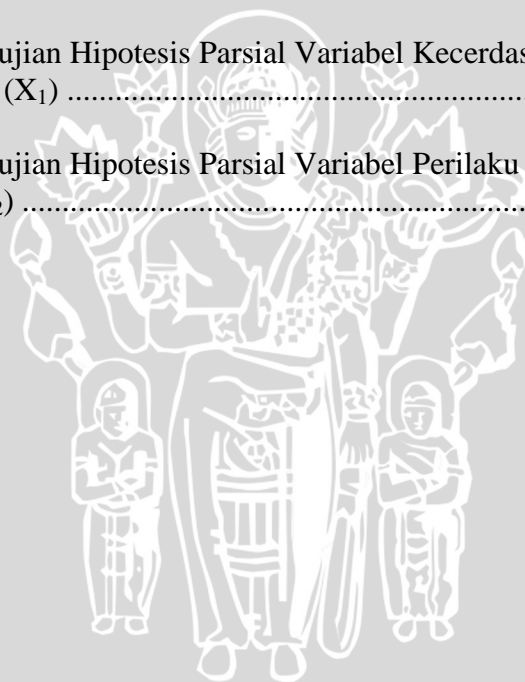 ujian Hipotesis Parsial Variabel Kecerdas
(X₁) ........................................................
ujian Hipotesis Parsial Variabel Perilaku
₂) ...............................................................